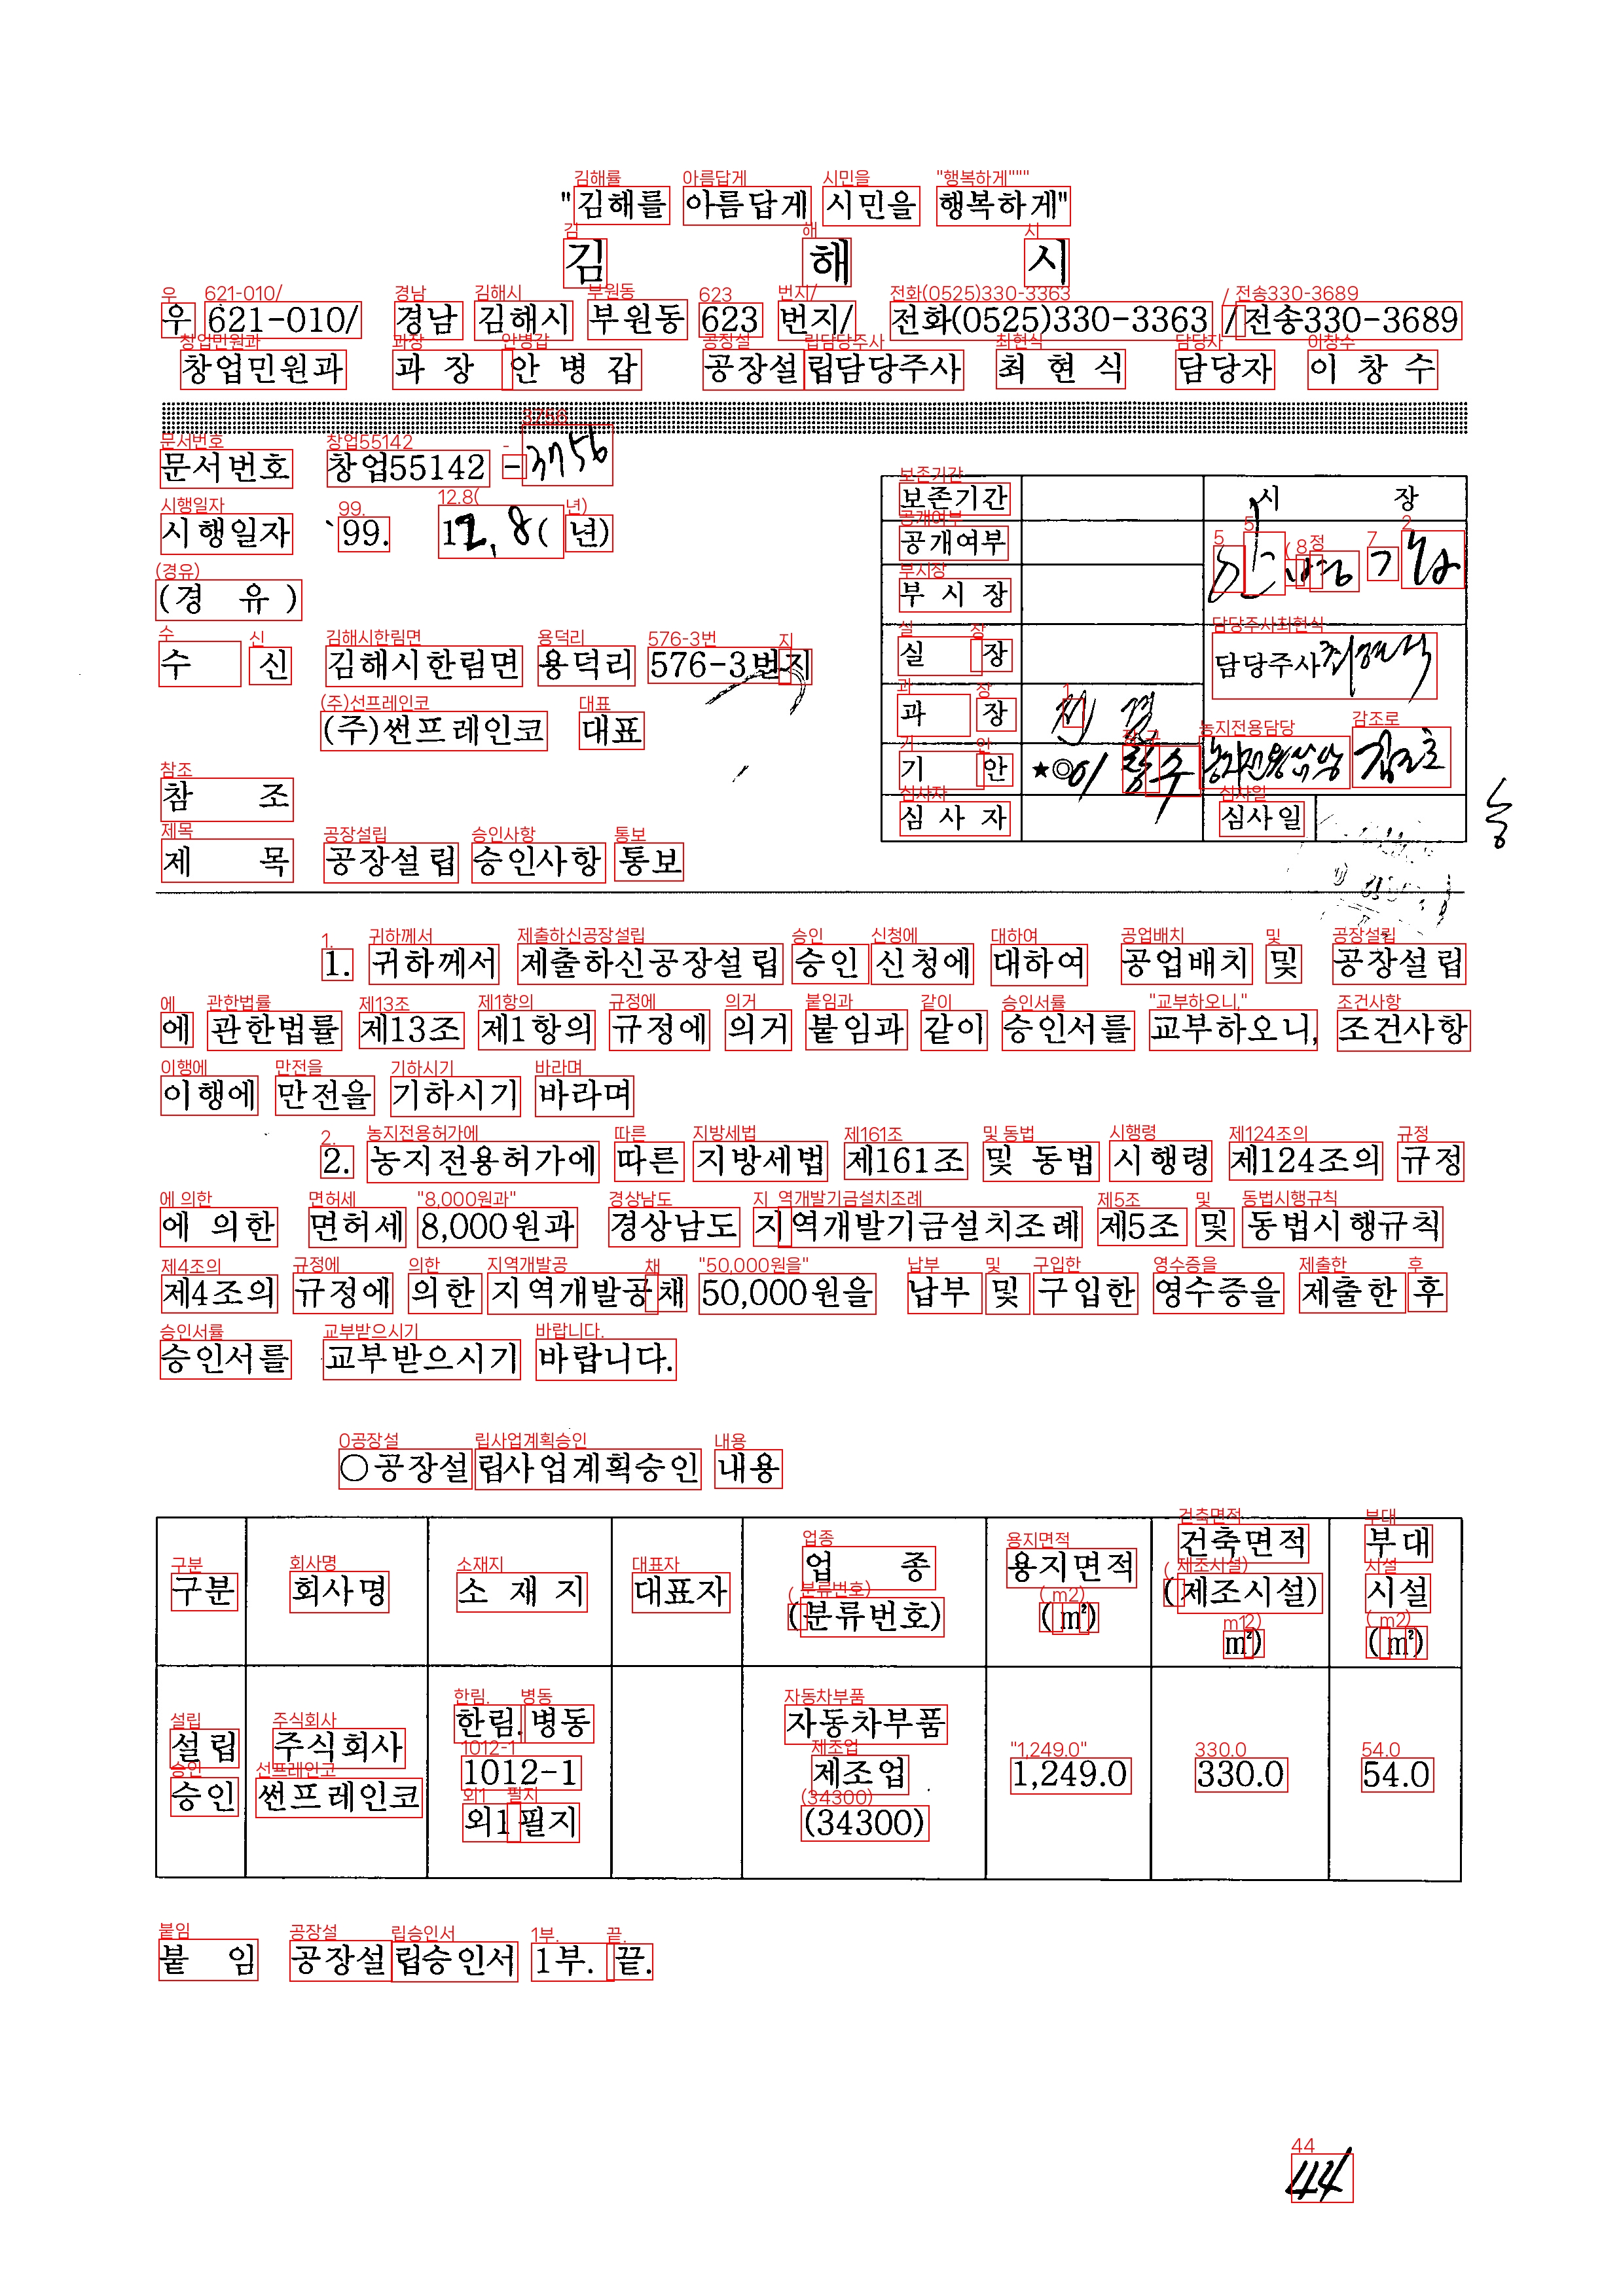 "김해를 아름답게 시민을 행복하게"
김 해 시
우 621-010/ 경남 김해시 부원동 623 번지/ 전화(0525)330-3363 /전송330-3689
창업민원과 과 장 안 병 갑 공장설립담당주사 최 현 식 담당자 이 창 수
문서번호 창업55142 -3756
시행일자 `99. 12.8( 년)
(경 유)
수 신 김해시한림면 용덕리 576-3번지
(주)썬프레인코 대표
참 조
제 목 공장설립 승인사항 통보
보존기간 시 장
공개여부
부 시 장
실 장 담당주사 최현식
과 장
기 안 ★◎이창수 농지전용담당
심 사 자 심사일
1. 귀하께서 제출하신공장설립 승인 신청에 대하여 공업배치 및 공장설립
에 관한법률 제13조 제1항의 규정에 의거 붙임과 같이 승인서를 교부하오니, 조건사항
이행에 만전을 기하시기 바라며
2. 농지전용허가에 따른 지방세법 제161조 및 동법 시행령 제124조의 규정
에 의한 면허세 8,000원과 경상남도 지역개발기금설치조례 제5조 및 동법시행규칙
제4조의 규정에 의한 지역개발공채 50,000원을 납부 및 구입한 영수증을 제출한 후
승인서를 교부받으시기 바랍니다.
○공장설립사업계획승인 내용
구분 회사명 소 재 지 대표자 업 종 (분류번호) 용지면적 (㎡) 건축면적 (제조시설) ㎡) 부대시설 (㎡)
설립승인 주식회사 썬프레인코 한림.병동 1012-1 외1필지 자동차부품 제조업 (34300) 1,249.0 330.0 54.0
붙 임 공장설립승인서 1부. 끝.
44